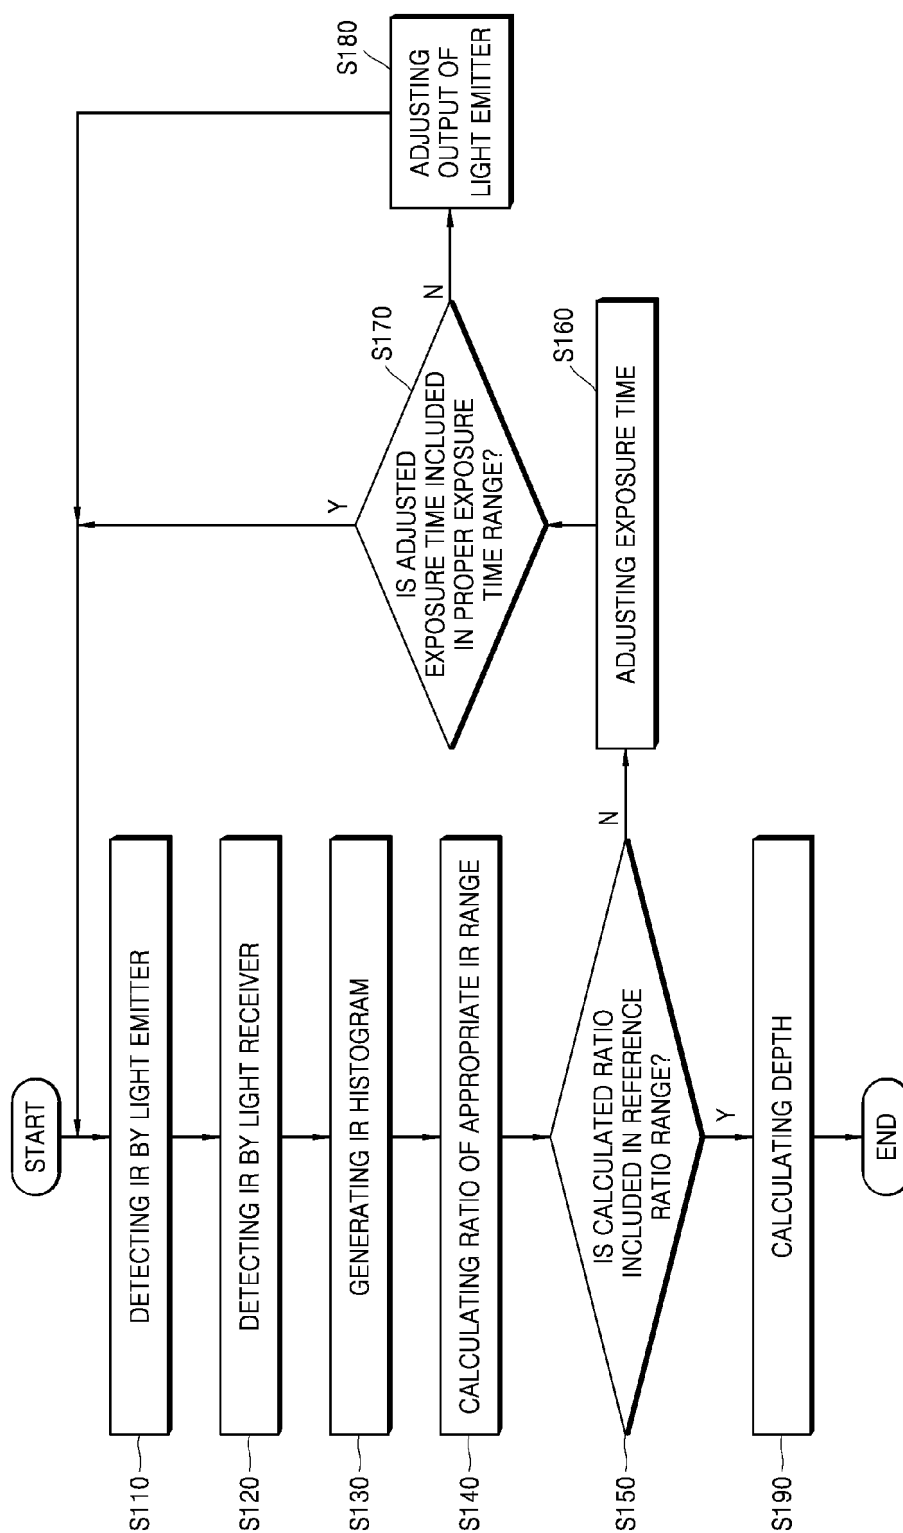 START
S110
DETECTING IR BY LIGHT EMITTER
S120
DETECTING IR BY LIGHT RECEIVER
S130
GENERATING IR HISTOGRAM
S140
CALCULATING RATIO OF APPROPRIATE IR RANGE
S150
IS CALCULATED RATIO
INCLUDED IN REFERENCE
RATIO RANGE?
N
Y
S160
ADJUSTING EXPOSURE TIME
S170
IS ADJUSTED
EXPOSURE TIME INCLUDED
IN PROPER EXPOSURE
TIME RANGE?
Y
N
S180
ADJUSTING
OUTPUT OF
LIGHT EMITTER
S190
CALCULATING DEPTH
END